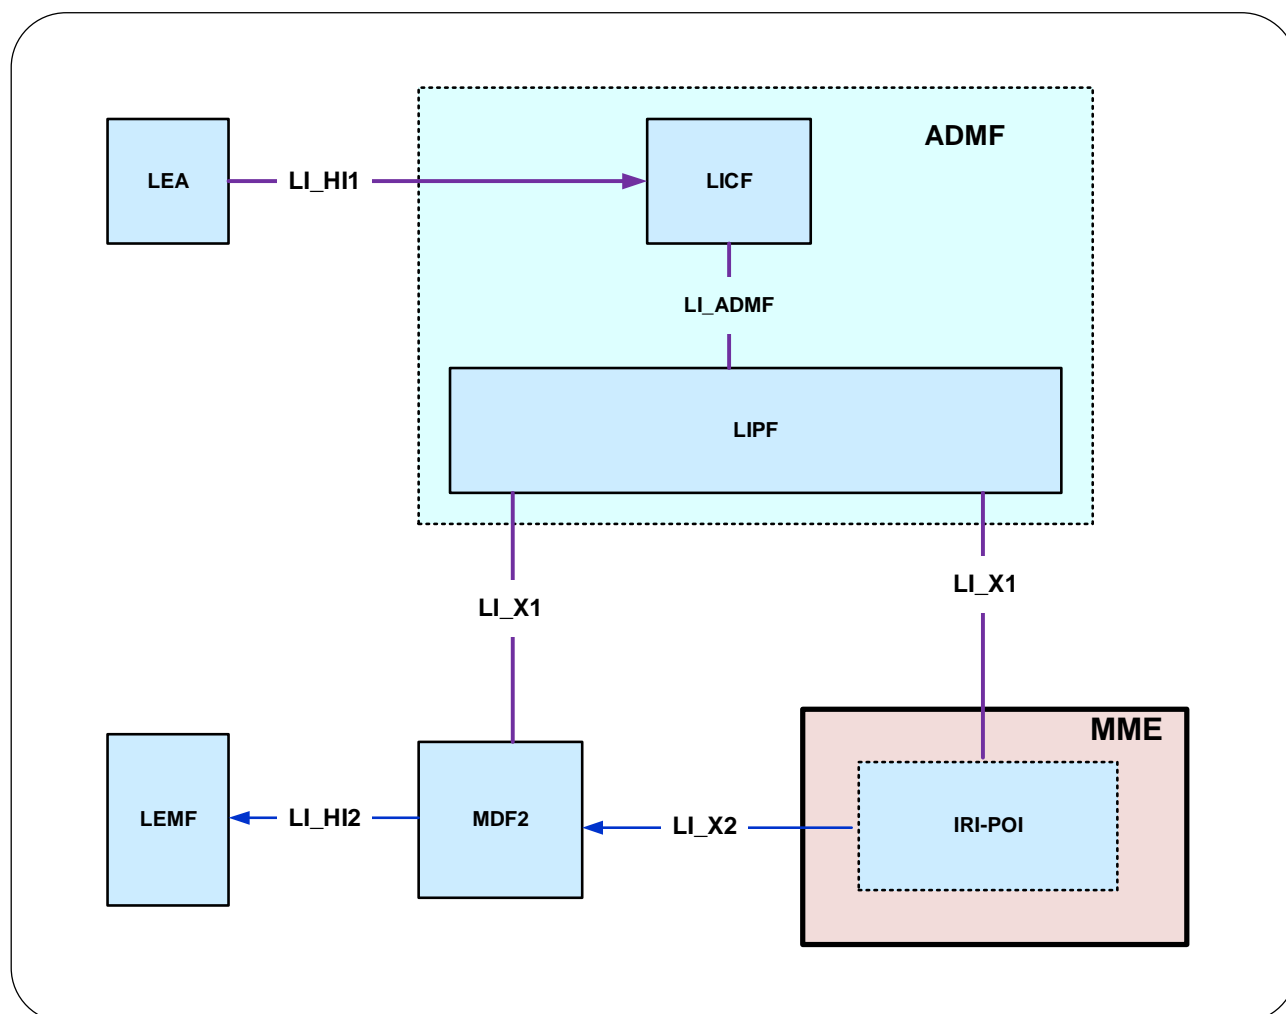 ADMF
LEA
LI_HI1
LICF
LI_ADMF
LIPF
LI_X1
LI_X1
MME
LEMF
LI_HI2
MDF2
LI_X2
IRI-POI